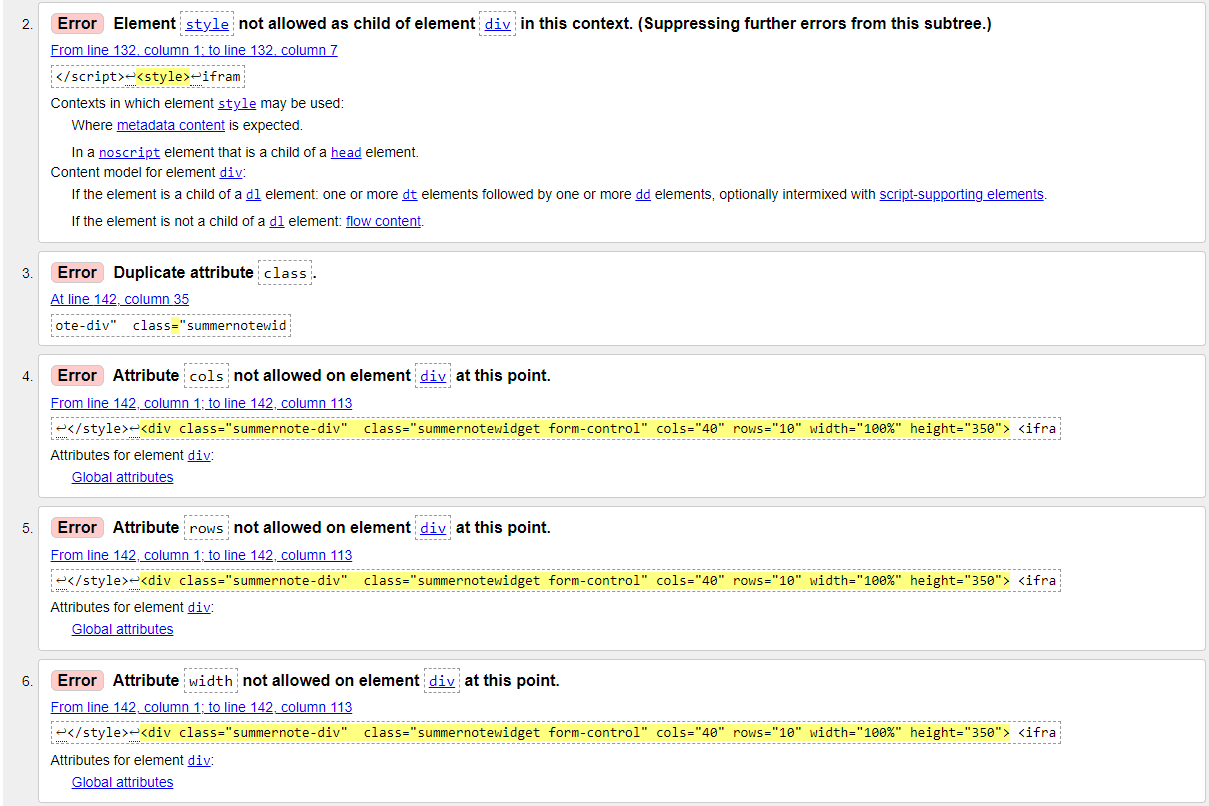 2. Error Element style not allowed as child of element div in this context. (Suppressing further errors from this subtree.)
From line 132, column 1; to line 132, column 7
</script>↩<style>↩ifram
Contexts in which element style may be used:
Where metadata content is expected.
In a noscript element that is a child of a head element.
Content model for element div:
If the element is a child of a dl element: one or more dt elements followed by one or more dd elements, optionally intermixed with script-supporting elements.
If the element is not a child of a dl element: flow content.
3. Error Duplicate attribute class.
At line 142, column 35
ote-div"  class="summernotewid
4. Error Attribute cols not allowed on element div at this point.
From line 142, column 1; to line 142, column 113
↩</style>↩<div class="summernote-div"  class="summernotewidget form-control" cols="40" rows="10" width="100%" height="350"> <ifra
Attributes for element div:
Global attributes
5. Error Attribute rows not allowed on element div at this point.
From line 142, column 1; to line 142, column 113
↩</style>↩<div class="summernote-div"  class="summernotewidget form-control" cols="40" rows="10" width="100%" height="350"> <ifra
Attributes for element div:
Global attributes
6. Error Attribute width not allowed on element div at this point.
From line 142, column 1; to line 142, column 113
↩</style>↩<div class="summernote-div"  class="summernotewidget form-control" cols="40" rows="10" width="100%" height="350"> <ifra
Attributes for element div:
Global attributes